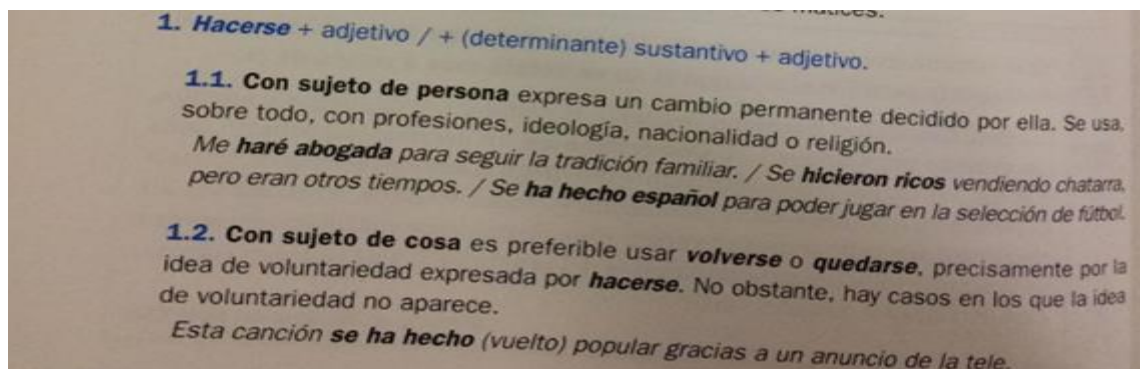 matices.
1. Hacerse + adjetivo / + (determinante) sustantivo + adjetivo.
1.1. Con sujeto de persona expresa un cambio permanente decidido por ella. Se usa,
sobre todo, con profesiones, ideología, nacionalidad o religión.
Me haré abogada para seguir la tradición familiar. / Se hicieron ricos vendiendo chatarra,
pero eran otros tiempos. / Se ha hecho español para poder jugar en la selección de fútbol.
1.2. Con sujeto de cosa es preferible usar volverse o quedarse, precisamente por la
idea de voluntariedad expresada por hacerse. No obstante, hay casos en los que la idea
de voluntariedad no aparece.
Esta canción se ha hecho (vuelto) popular gracias a un anuncio de la tele.